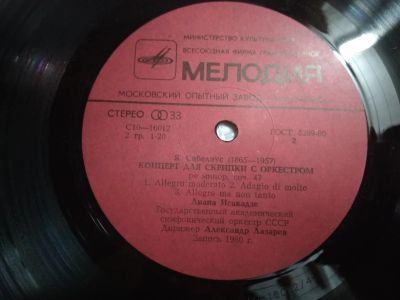 МИНИСТЕРСТВО КУЛЬТУРЫ
ВСЕСОЮЗНАЯ ФИРМА
МЕЛОДИЯ
МОСКОВСКИЙ ОПЫТНЫЙ ЗАВОД
СТЕРЕО 33
С10—16012
2 гр. 1-20
ГОСТ 5289-80
2
Я. Сибелиус (1865—1957)
КОНЦЕРТ ДЛЯ СКРИПКИ С ОРКЕСТРОМ
ре минор, соч. 47
1. Allegro moderato 2. Adagio di molto
3. Allegro ma non tanto
Лиана Исакадзе
Государственный академический
симфонический оркестр СССР
Дирижер Александр Лазарев
Запись 1980 г.